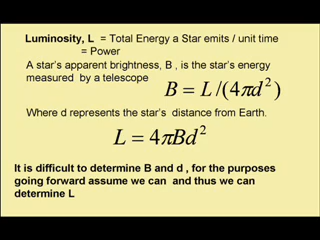 Luminosity, L = Total Energy a Star emits / unit time
= Power
A star's apparent brightness, B , is the star's energy
measured by a telescope
B = L /(4πd²)
Where d represents the star's distance from Earth.
L = 4πBd²
It is difficult to determine B and d , for the purposes
going forward assume we can and thus we can
determine L